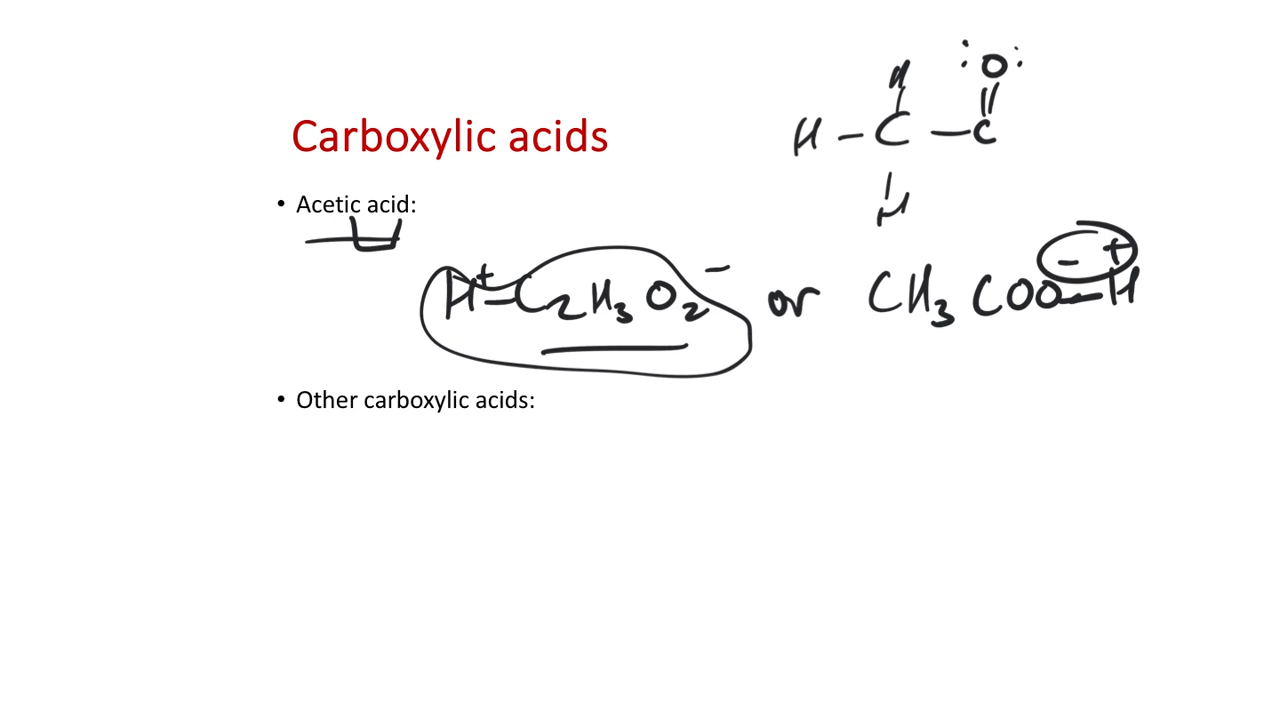 H
:O:
||
Carboxylic acids
H – C – C
H
• Acetic acid:
H⁺ – C₂H₃O₂⁻ or CH₃COO⁻ – H⁺
• Other carboxylic acids: